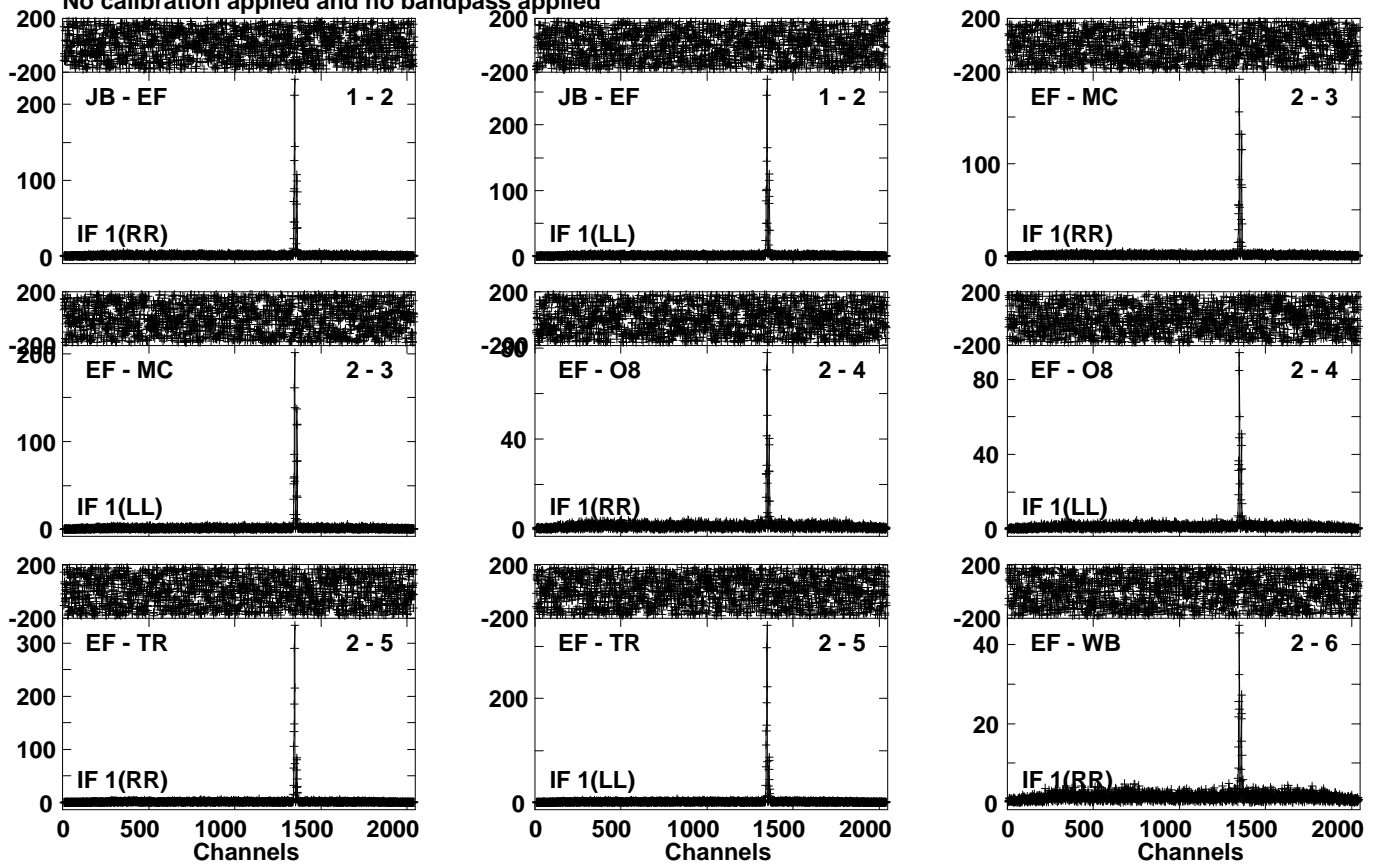 No calibration applied and no bandpass applied
200 200 200
-200 -200 -200
JB - EF 1 - 2 JB - EF 1 - 2 EF - MC 2 - 3
200 200
100 100 100
IF 1(RR) IF 1(LL) IF 1(RR)
0 0 0
200 200 200
-200 -200 -200
200 80
EF - MC 2 - 3 EF - O8 2 - 4 EF - O8 2 - 4
80
100 40 40
IF 1(LL) IF 1(RR) IF 1(LL)
0 0 0
200 200 200
-200 -200 -200
EF - TR 2 - 5 EF - TR 2 - 5 EF - WB 2 - 6
300 40
200 200
100 20
IF 1(RR) IF 1(LL) IF 1(RR)
0 0 0
0 500 1000 1500 2000 0 500 1000 1500 2000 0 500 1000 1500 2000
Channels Channels Channels